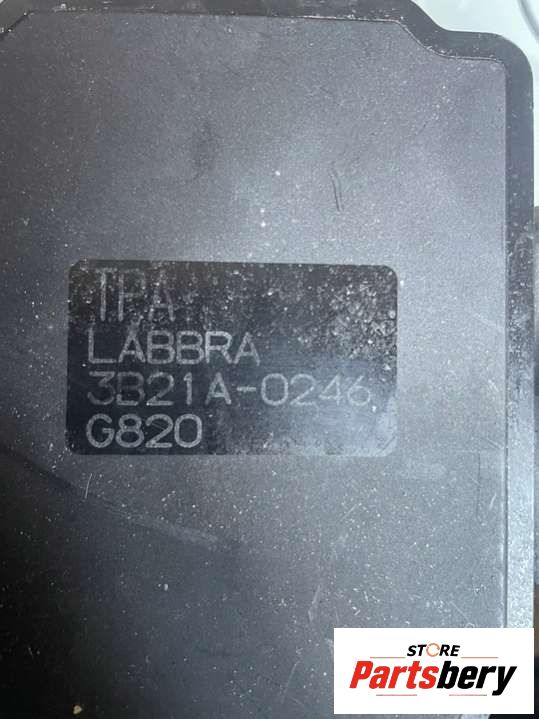 TPA
LABBRA
3B21A-0246
G820
STORE
Partsbery